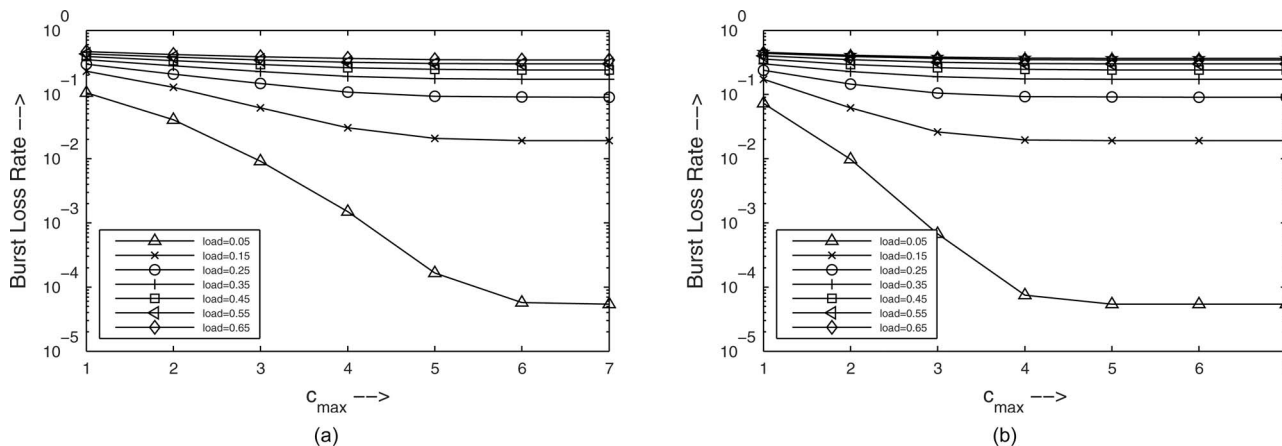 10^0
10^-1
10^-2
10^-3
10^-4
10^-5
Burst Loss Rate -->
load=0.05
load=0.15
load=0.25
load=0.35
load=0.45
load=0.55
load=0.65
1 2 3 4 5 6 7
c_max -->
(a)
10^0
10^-1
10^-2
10^-3
10^-4
10^-5
Burst Loss Rate -->
load=0.05
load=0.15
load=0.25
load=0.35
load=0.45
load=0.55
load=0.65
1 2 3 4 5 6
c_max -->
(b)